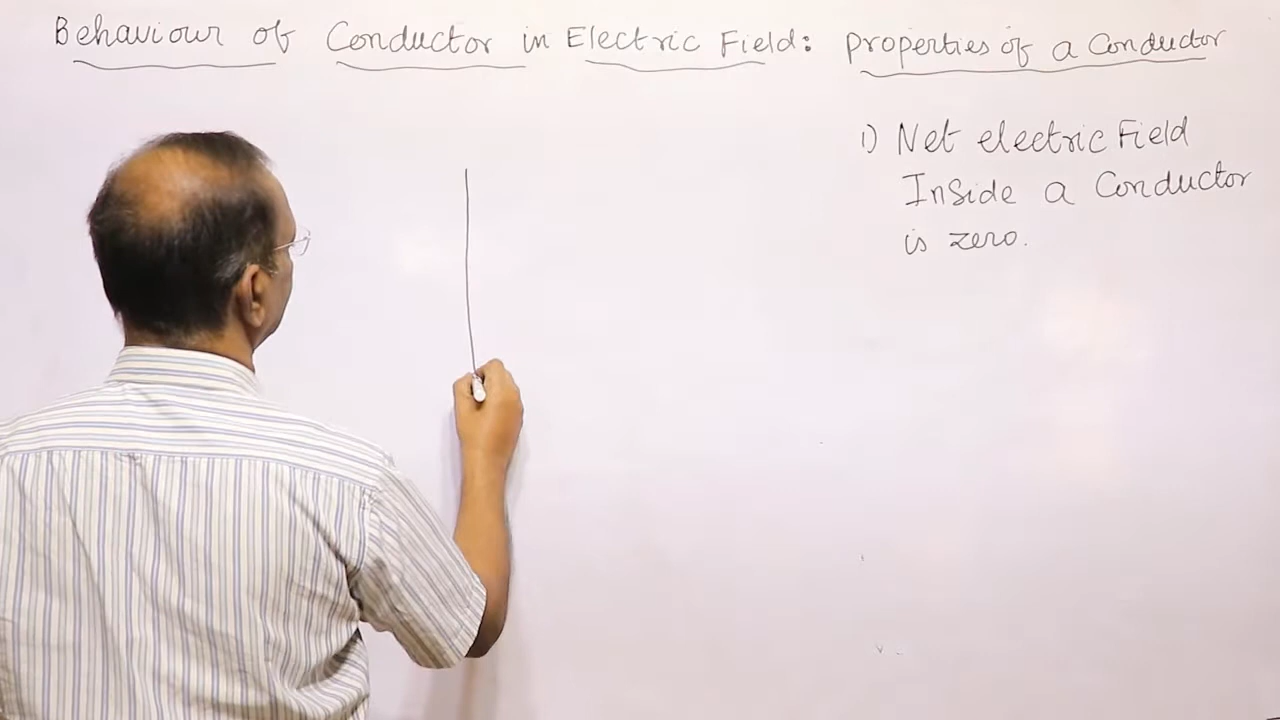 Behaviour of Conductor in Electric Field: Properties of a Conductor
1) Net electric Field
Inside a Conductor
is zero.